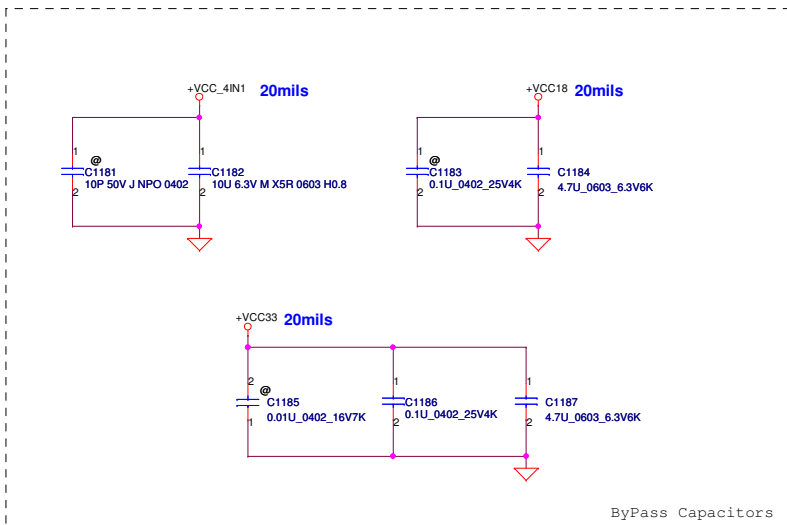 +VCC_4IN1 20mils
1
1
@
C1181
10P 50V J NPO 0402
2
C1182
10U 6.3V M X5R 0603 H0.8
2
+VCC18 20mils
1
1
@
C1183
0.1U_0402_25V4K
2
C1184
4.7U_0603_6.3V6K
2
+VCC33 20mils
2
@
C1185
0.01U_0402_16V7K
1
1
C1186
0.1U_0402_25V4K
2
1
C1187
4.7U_0603_6.3V6K
2
ByPass Capacitors